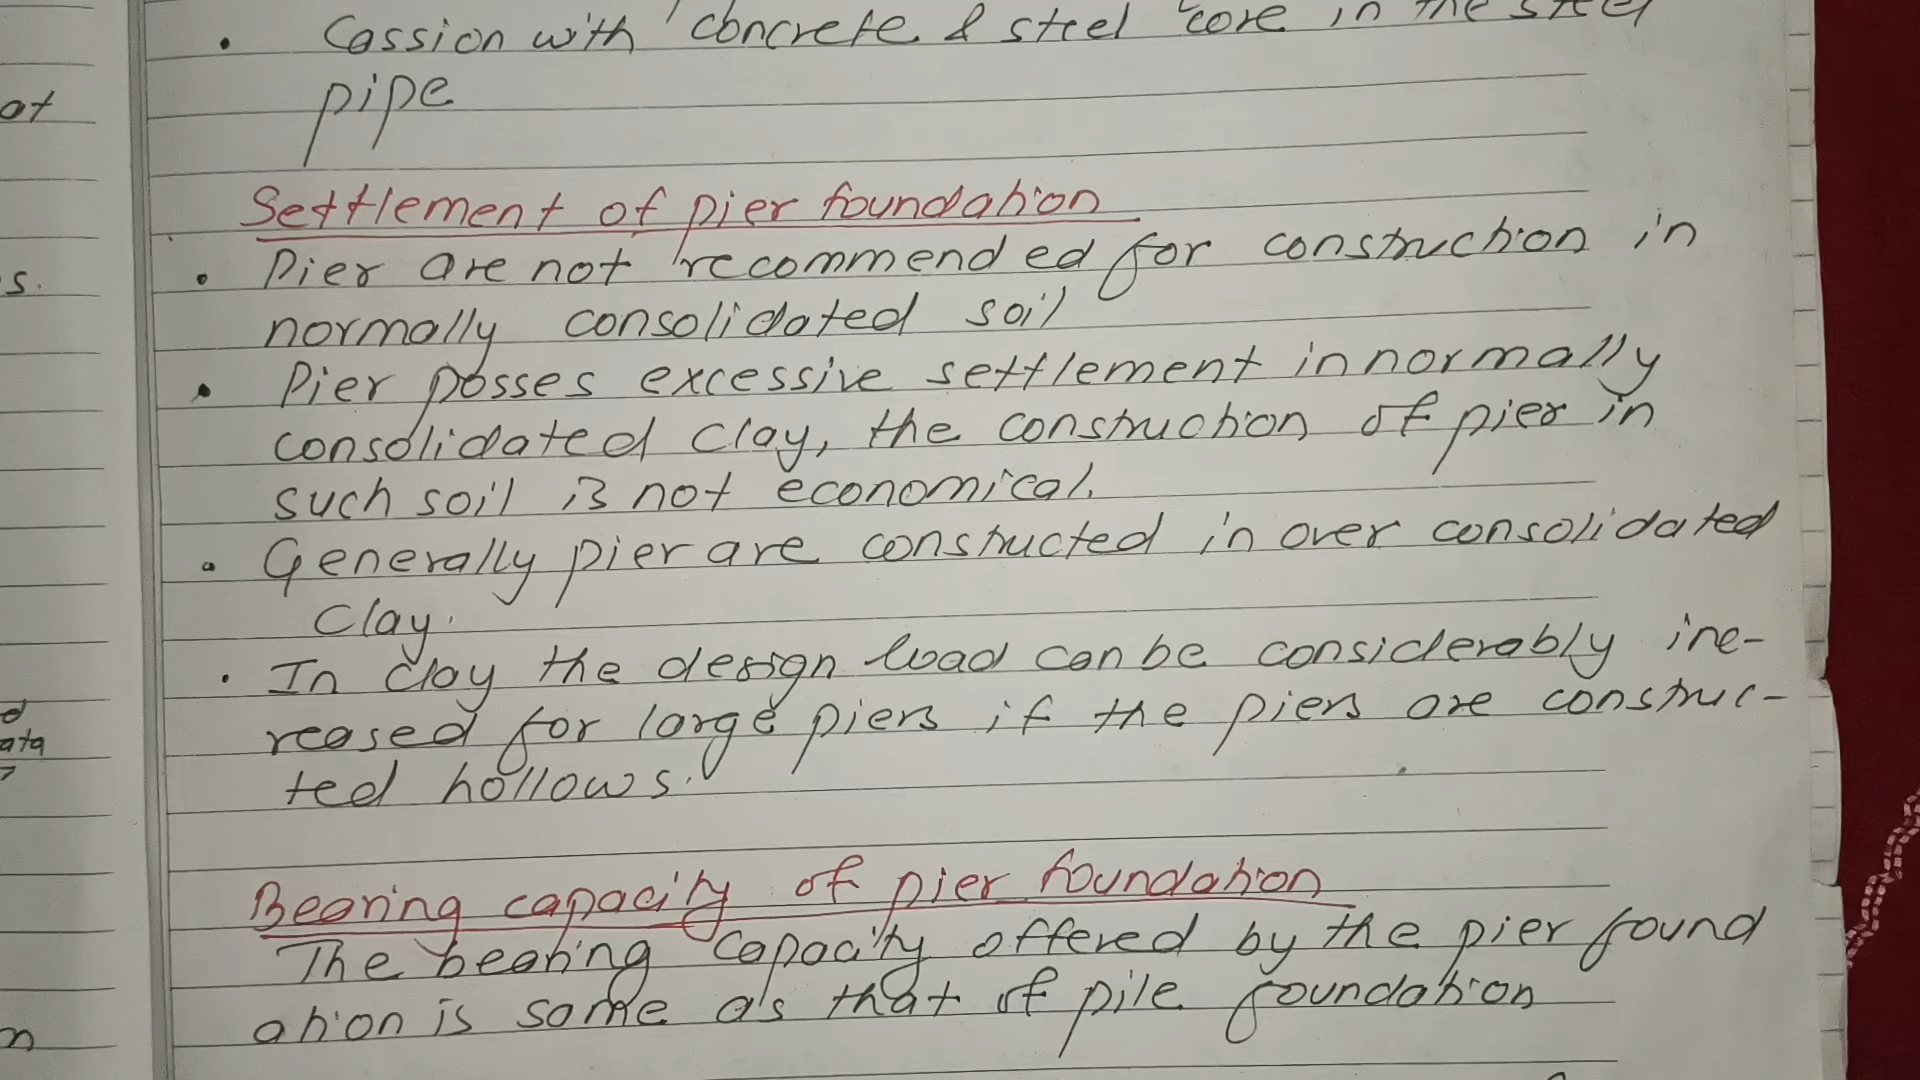 • Cassion with concrete & steel core in the steel
pipe
Settlement of pier foundation
• Pier are not recommended for construction in
normally consolidated soil
• Pier posses excessive settlement in normally
consolidated clay, the construction of pier in
such soil is not economical.
• Generally pier are constructed in over consolidated
Clay.
• In clay the design load can be considerably inc-
reased for large piers if the piers are construc-
ted hollows.
Bearing capacity of pier foundation
The bearing capacity offered by the pier found
ation is same as that of pile foundation
at
s.
d
ata
n